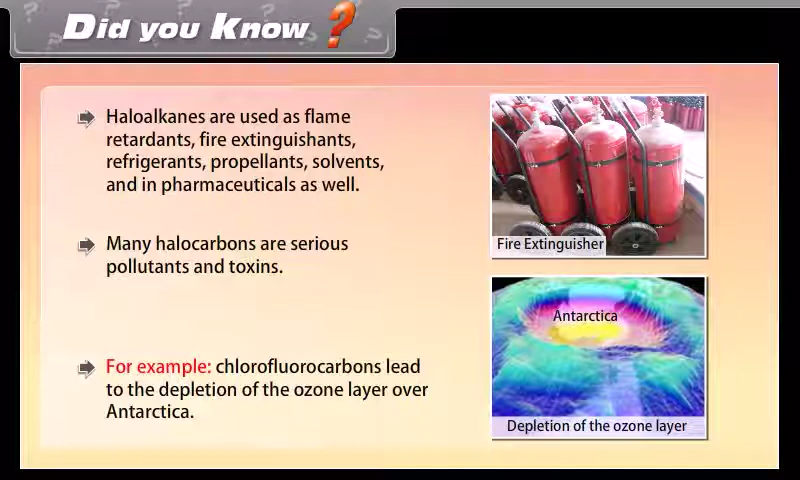 Did you Know ?
Haloalkanes are used as flame
retardants, fire extinguishants,
refrigerants, propellants, solvents,
and in pharmaceuticals as well.
Fire Extinguisher
Many halocarbons are serious
pollutants and toxins.
Antarctica
For example: chlorofluorocarbons lead
to the depletion of the ozone layer over
Antarctica.
Depletion of the ozone layer